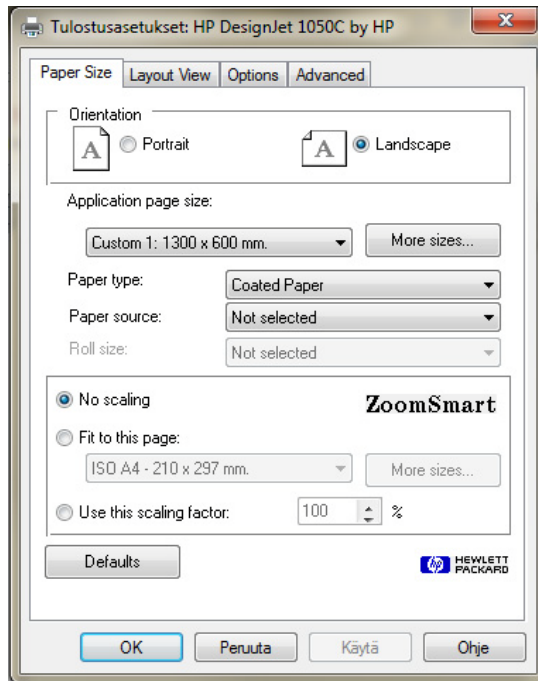 Tulostusasetukset: HP DesignJet 1050C by HP
Paper Size Layout View Options Advanced
Orientation
A Portrait A Landscape
Application page size:
Custom 1: 1300 x 600 mm. More sizes...
Paper type: Coated Paper
Paper source: Not selected
Roll size: Not selected
No scaling ZoomSmart
Fit to this page:
ISO A4 - 210 x 297 mm. More sizes...
Use this scaling factor: 100 %
Defaults hp HEWLETT
PACKARD
OK Peruuta Käytä Ohje